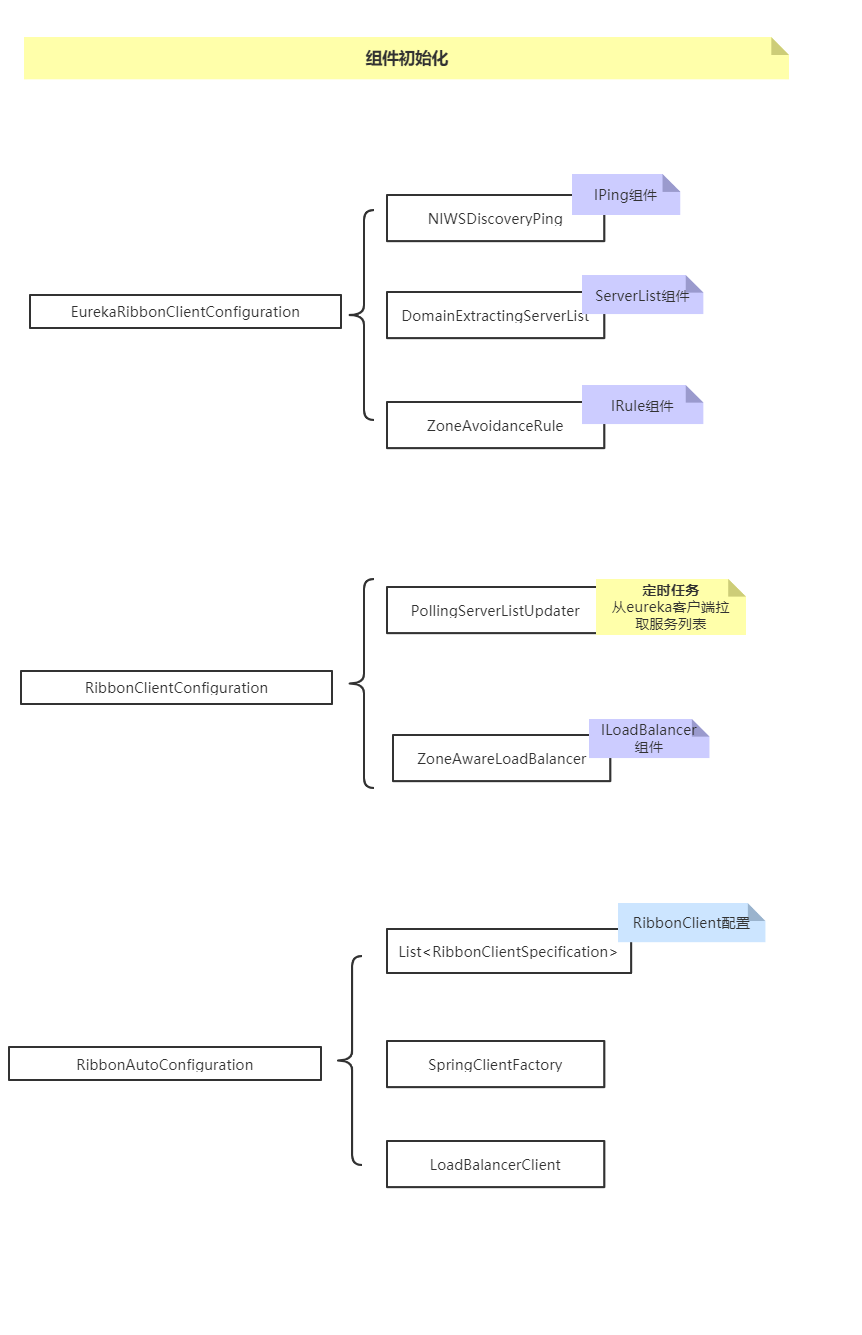 组件初始化
IPing组件
NIWSDiscoveryPing
ServerList组件
EurekaRibbonClientConfiguration
DomainExtractingServerList
IRule组件
ZoneAvoidanceRule
定时任务
从eureka客户端拉
取服务列表
PollingServerListUpdater
RibbonClientConfiguration
ILoadBalancer
组件
ZoneAwareLoadBalancer
RibbonClient配置
List<RibbonClientSpecification>
RibbonAutoConfiguration
SpringClientFactory
LoadBalancerClient